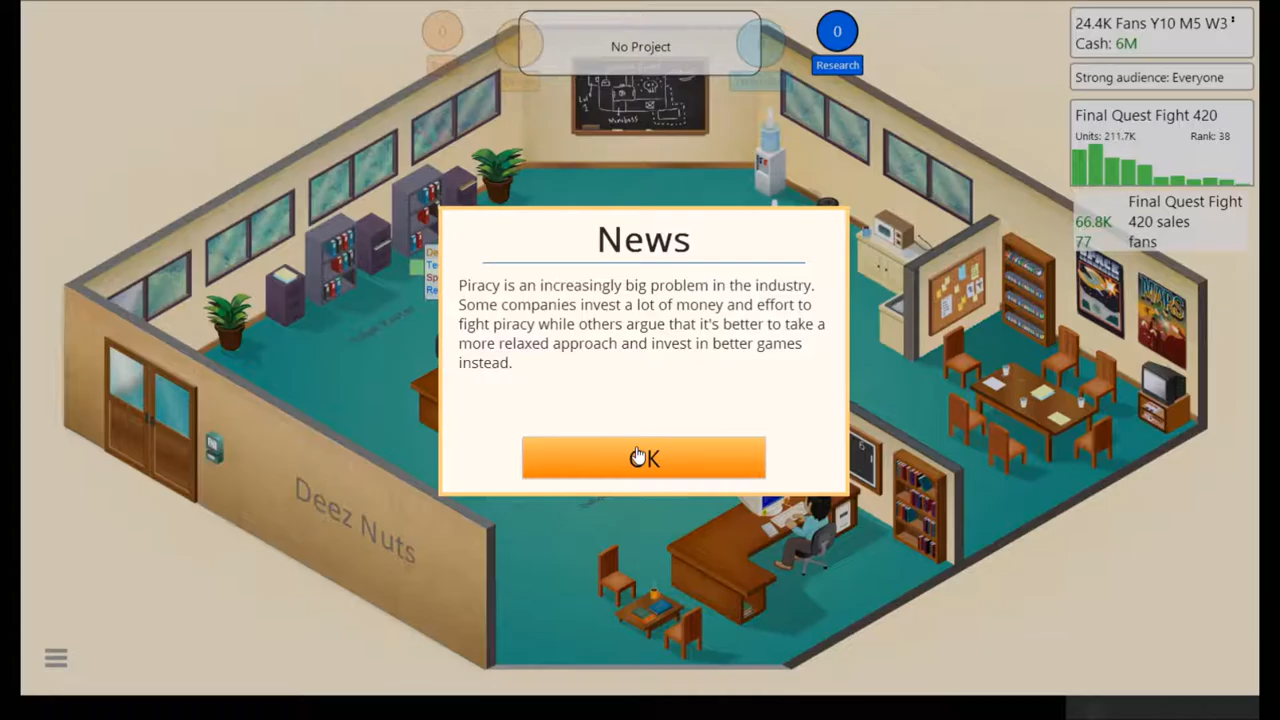 0
No Project
0
Research
24.4K Fans Y10 M5 W3
Cash: 6M
Strong audience: Everyone
Final Quest Fight 420
Units: 211.7K Rank: 38
Final Quest Fight
66.8K 420 sales
77 fans
News
Piracy is an increasingly big problem in the industry.
Some companies invest a lot of money and effort to
fight piracy while others argue that it's better to take a
more relaxed approach and invest in better games
instead.
OK
Deez Nuts